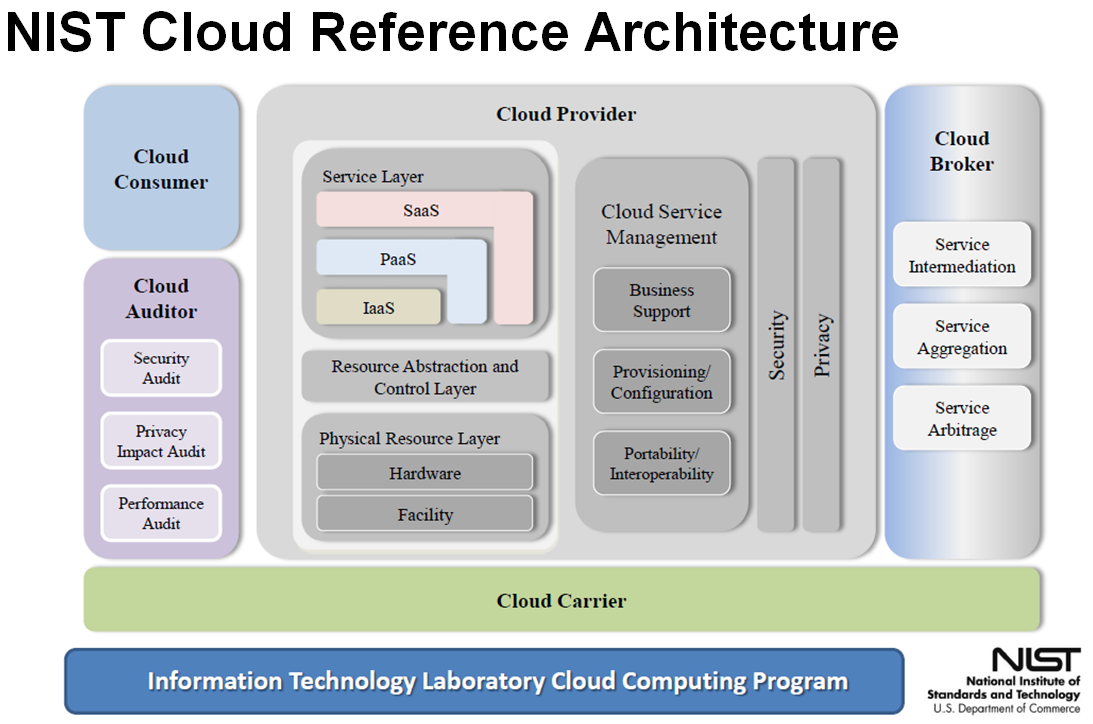 NIST Cloud Reference Architecture
Cloud
Consumer
Cloud
Auditor
Security
Audit
Privacy
Impact Audit
Performance
Audit
Cloud Provider
Service Layer
SaaS
PaaS
IaaS
Resource Abstraction and
Control Layer
Physical Resource Layer
Hardware
Facility
Cloud Service
Management
Business
Support
Provisioning/
Configuration
Portability/
Interoperability
Security
Privacy
Cloud
Broker
Service
Intermediation
Service
Aggregation
Service
Arbitrage
Cloud Carrier
Information Technology Laboratory Cloud Computing Program
NIST
National Institute of
Standards and Technology
U.S. Department of Commerce